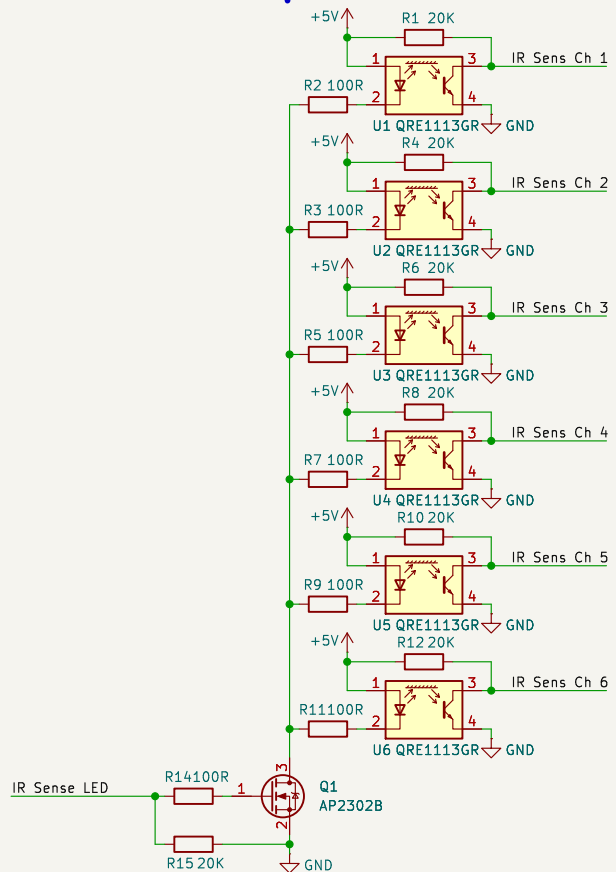 +5V
R1 20K
1
3
IR Sens Ch 1
R2 100R
2
4
U1 QRE1113GR
GND
+5V
R4 20K
1
3
IR Sens Ch 2
R3 100R
2
4
U2 QRE1113GR
GND
+5V
R6 20K
1
3
IR Sens Ch 3
R5 100R
2
4
U3 QRE1113GR
GND
+5V
R8 20K
1
3
IR Sens Ch 4
R7 100R
2
4
U4 QRE1113GR
GND
+5V
R10 20K
1
3
IR Sens Ch 5
R9 100R
2
4
U5 QRE1113GR
GND
+5V
R12 20K
1
3
IR Sens Ch 6
R11 100R
2
4
U6 QRE1113GR
GND
IR Sense LED
R14 100R
1
3
2
Q1
AP2302B
R15 20K
GND